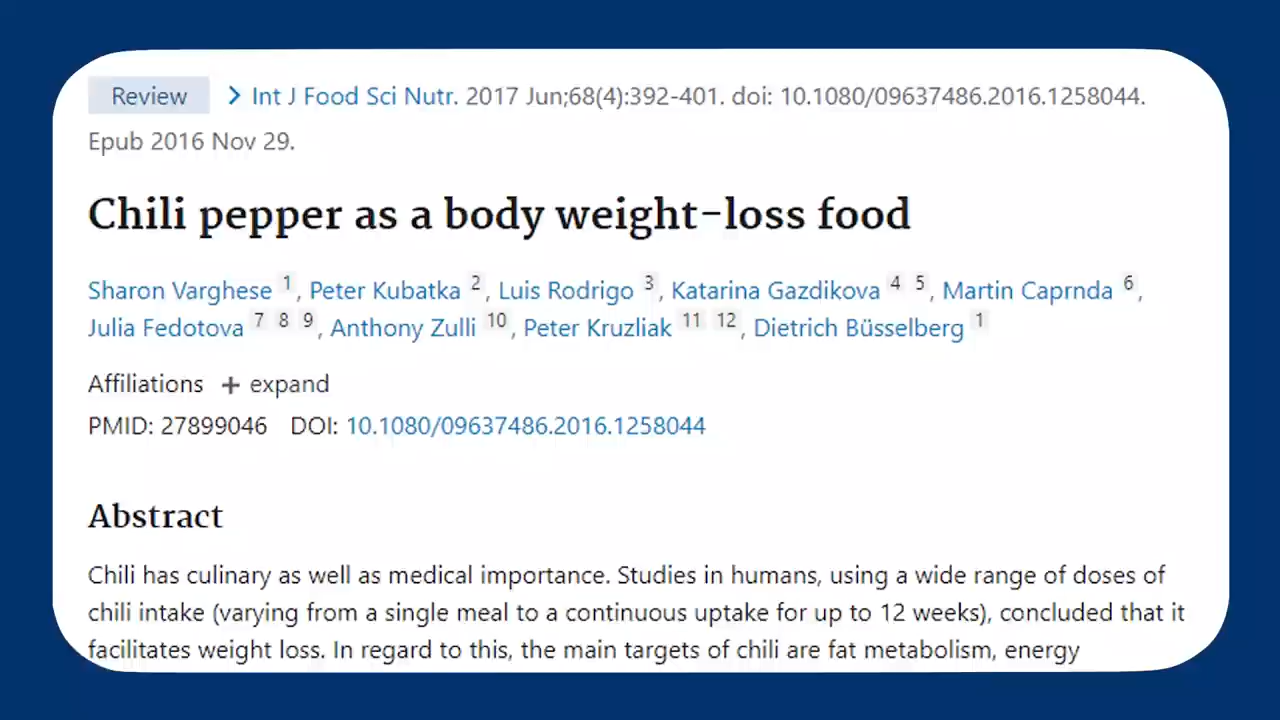 Review > Int J Food Sci Nutr. 2017 Jun;68(4):392-401. doi: 10.1080/09637486.2016.1258044.
Epub 2016 Nov 29.
Chili pepper as a body weight-loss food
Sharon Varghese 1, Peter Kubatka 2, Luis Rodrigo 3, Katarina Gazdikova 4 5, Martin Caprnda 6,
Julia Fedotova 7 8 9, Anthony Zulli 10, Peter Kruzliak 11 12, Dietrich Büsselberg 1
Affiliations + expand
PMID: 27899046 DOI: 10.1080/09637486.2016.1258044
Abstract
Chili has culinary as well as medical importance. Studies in humans, using a wide range of doses of
chili intake (varying from a single meal to a continuous uptake for up to 12 weeks), concluded that it
facilitates weight loss. In regard to this, the main targets of chili are fat metabolism, energy